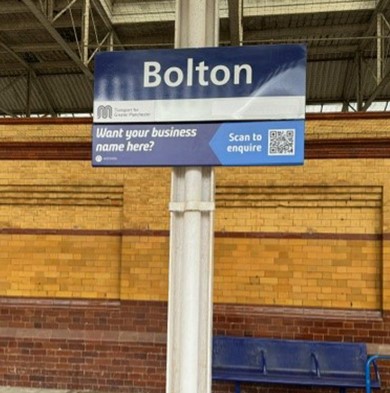 Bolton
Transport for
Greater Manchester
Want your business
name here?
Scan to
enquire